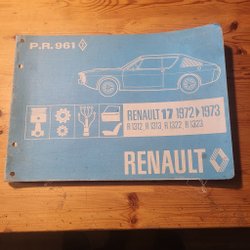 P.R. 961
RENAULT 17 1972 ▸ 1973
R 1312, R 1313, R 1322, R 1323
RENAULT